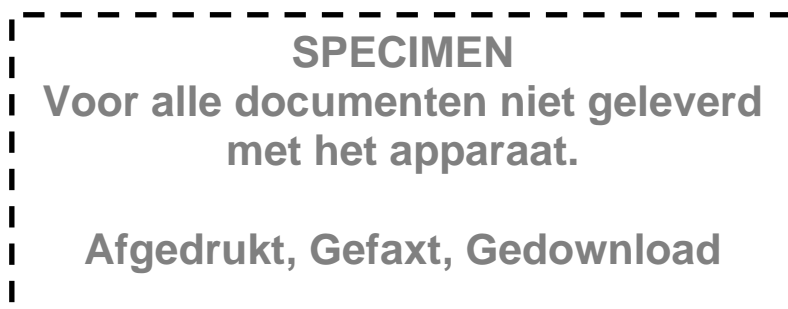 SPECIMEN
Voor alle documenten niet geleverd
met het apparaat.
Afgedrukt, Gefaxt, Gedownload